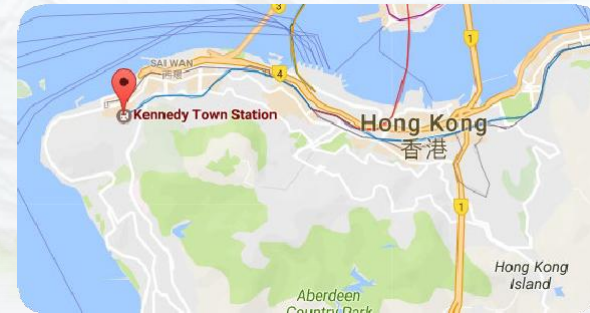 3
1
SAI WAN
西環
4
Kennedy Town Station
Hong Kong
香港
1
Hong Kong
Island
Aberdeen
Country Park